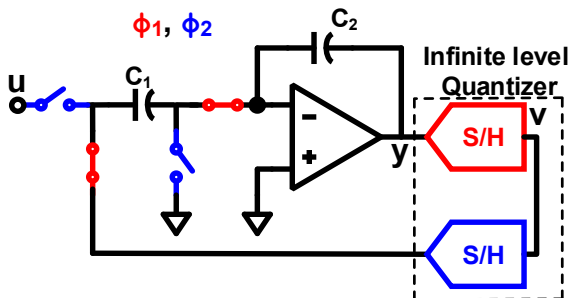 ϕ1, ϕ2
C2
Infinite level
Quantizer
u
C1
v
S/H
-
+
y
S/H